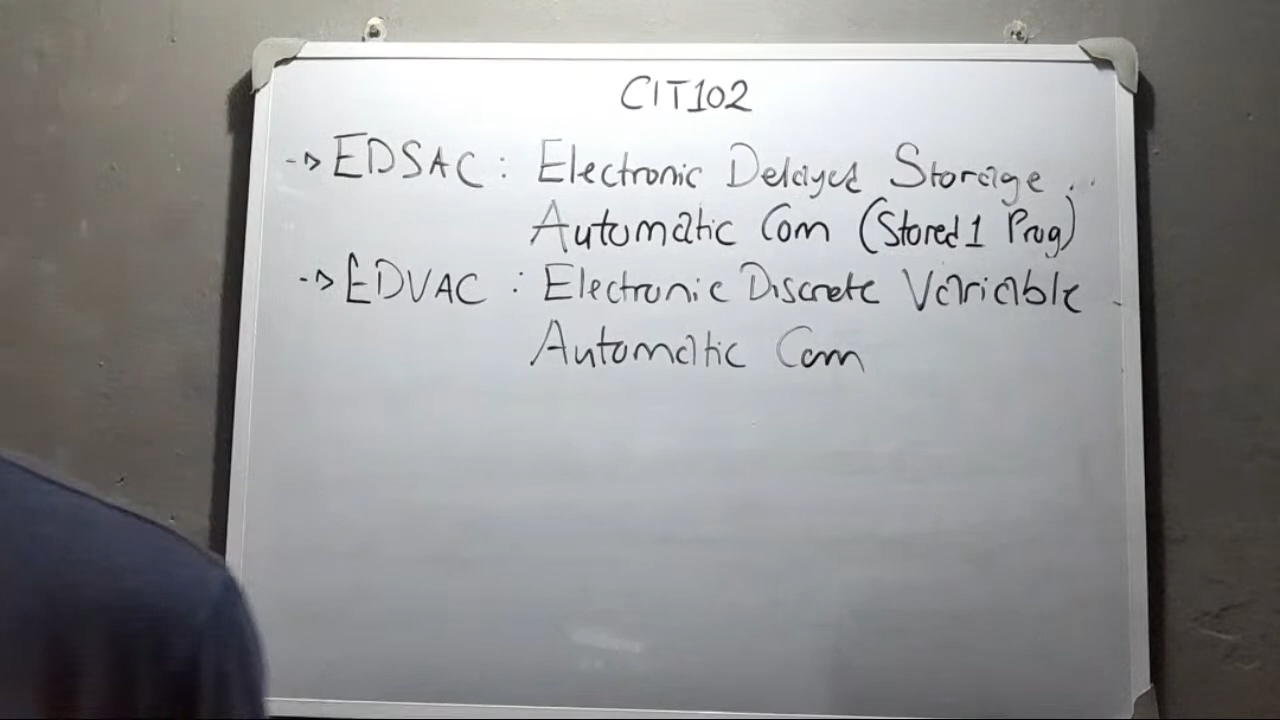 CIT102
-> EDSAC : Electronic Delayed Storage ..
Automatic Com (Stored 1 Prog)
-> EDVAC : Electronic Discrete Variable
Automatic Com